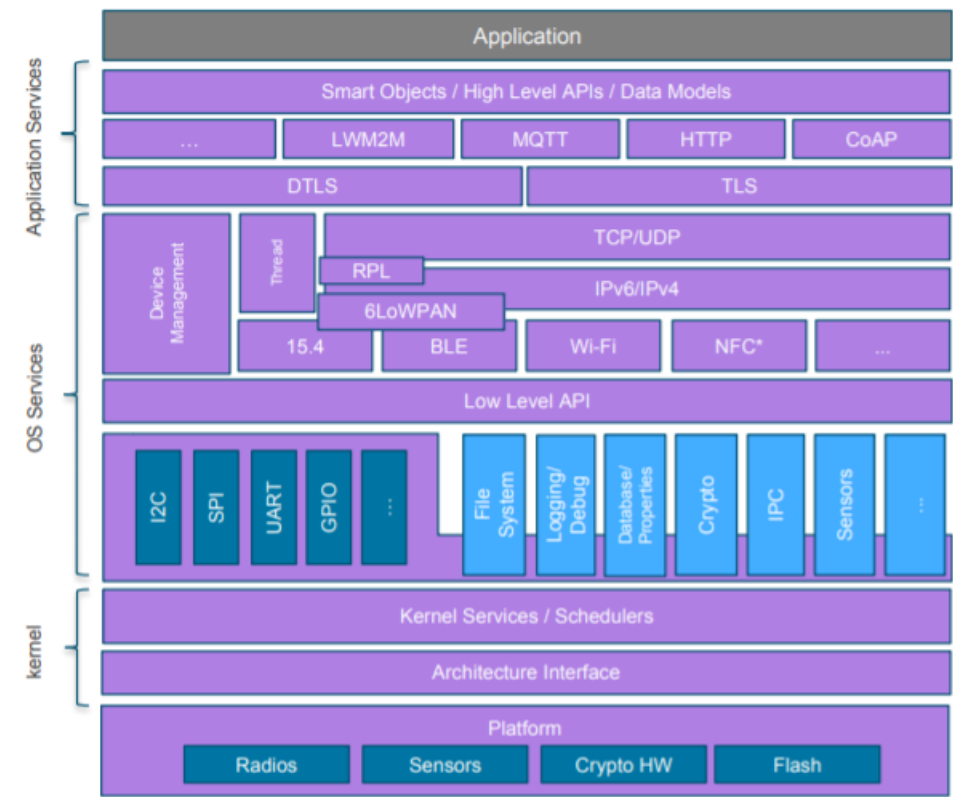 Application
Application Services
Smart Objects / High Level APIs / Data Models
...
LWM2M
MQTT
HTTP
CoAP
DTLS
TLS
OS Services
Device
Management
Thread
TCP/UDP
RPL
IPv6/IPv4
6LoWPAN
15.4
BLE
Wi-Fi
NFC*
...
Low Level API
I2C
SPI
UART
GPIO
...
File
System
Logging/
Debug
Database/
Properties
Crypto
IPC
Sensors
...
kernel
Kernel Services / Schedulers
Architecture Interface
Platform
Radios
Sensors
Crypto HW
Flash